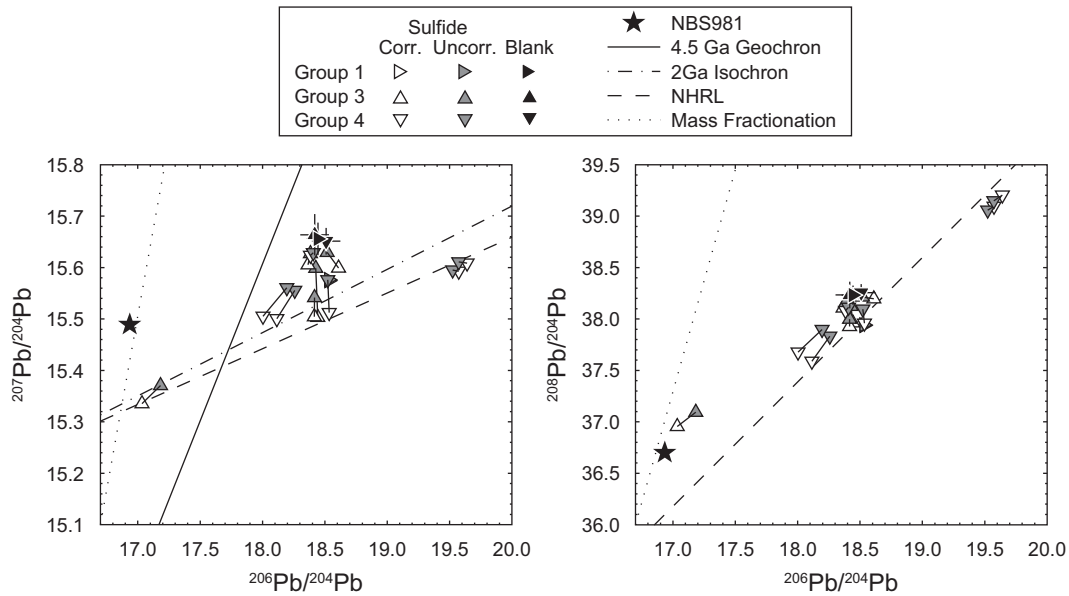 Sulfide
Corr. Uncorr. Blank
Group 1
Group 3
Group 4
NBS981
4.5 Ga Geochron
2Ga Isochron
NHRL
Mass Fractionation
15.8
15.7
15.6
15.5
15.4
15.3
15.2
15.1
²⁰⁷Pb/²⁰⁴Pb
17.0 17.5 18.0 18.5 19.0 19.5 20.0
²⁰⁶Pb/²⁰⁴Pb
39.5
39.0
38.5
38.0
37.5
37.0
36.5
36.0
²⁰⁸Pb/²⁰⁴Pb
17.0 17.5 18.0 18.5 19.0 19.5 20.0
²⁰⁶Pb/²⁰⁴Pb